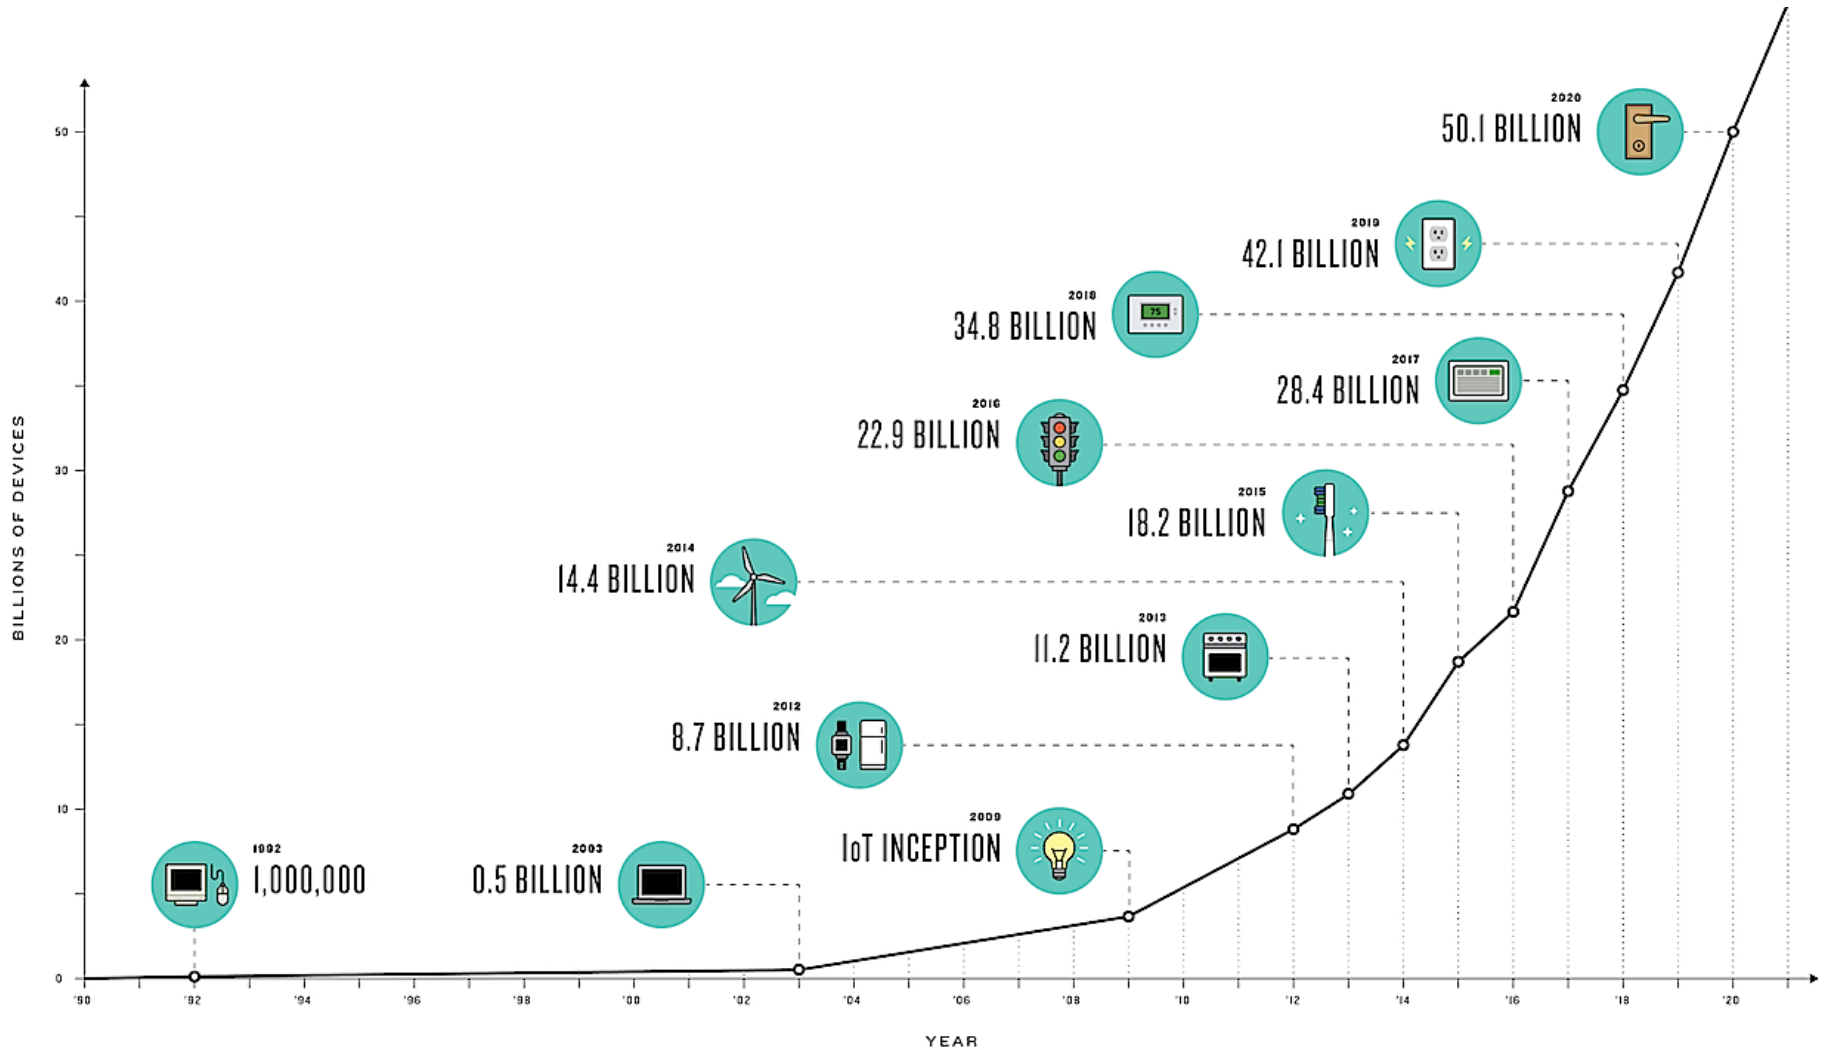 2020
50.1 BILLION
50
2019
42.1 BILLION
2018
34.8 BILLION
75
40
2017
28.4 BILLION
2016
22.9 BILLION
30
2015
18.2 BILLION
2014
14.4 BILLION
BILLIONS OF DEVICES
20
2013
11.2 BILLION
2012
8.7 BILLION
10
2009
IoT INCEPTION
1992
1,000,000
2003
0.5 BILLION
0
'90 '92 '94 '96 '98 '00 '02 '04 '06 '08 '10 '12 '14 '16 '18 '20
YEAR